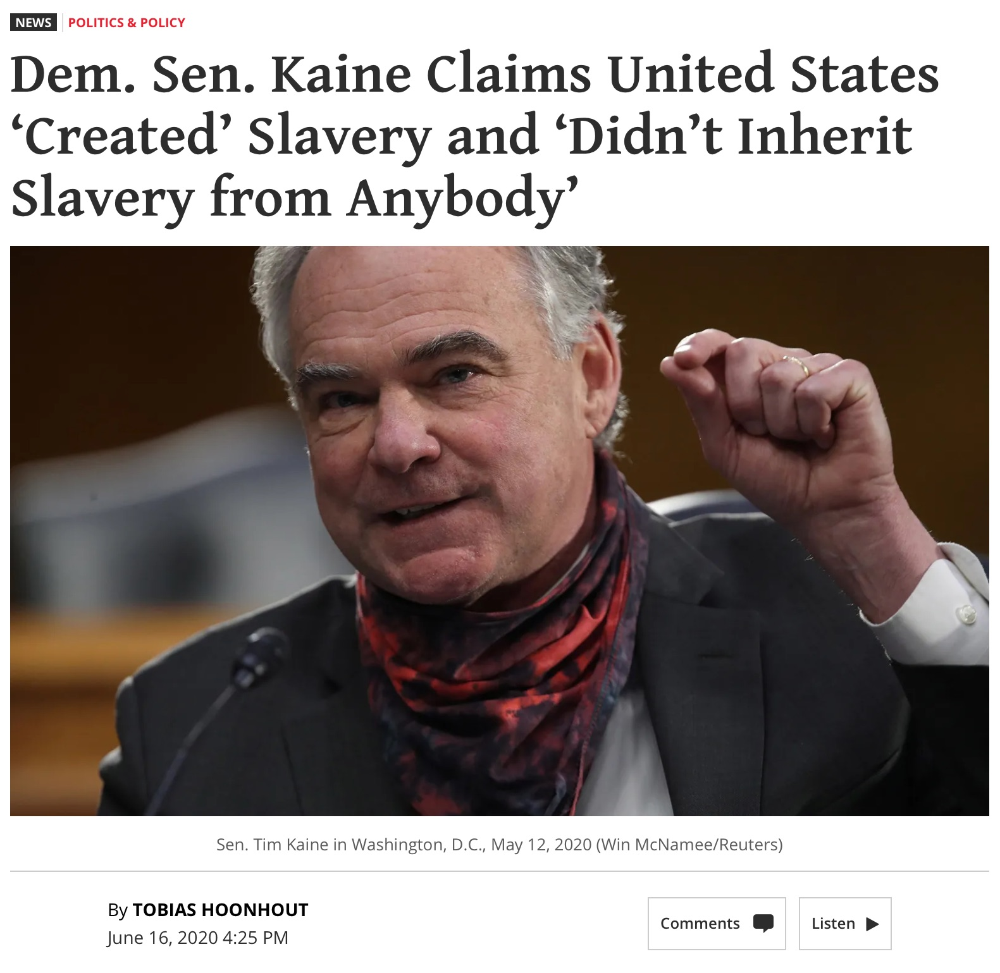 NEWS POLITICS & POLICY
Dem. Sen. Kaine Claims United States
‘Created’ Slavery and ‘Didn’t Inherit
Slavery from Anybody’
Sen. Tim Kaine in Washington, D.C., May 12, 2020 (Win McNamee/Reuters)
By TOBIAS HOONHOUT
June 16, 2020 4:25 PM
Comments
Listen